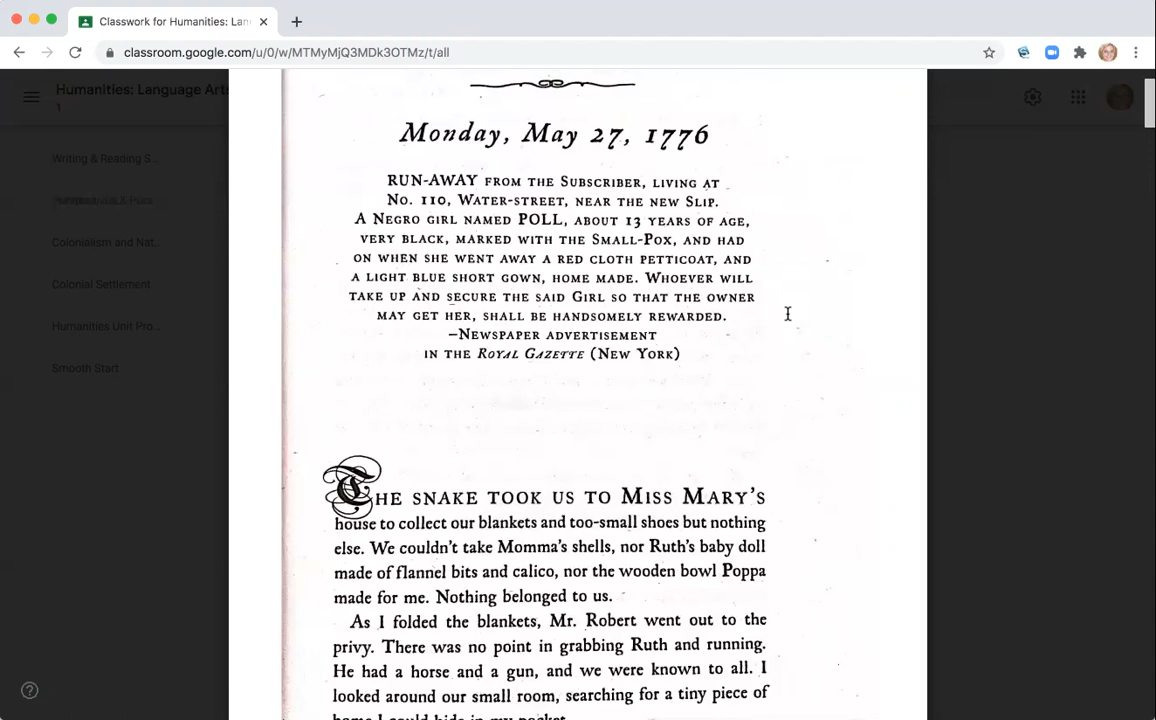 Classwork for Humanities: Lan
classroom.google.com/u/0/w/MTMyMjQ3MDk3OTMz/t/all
Humanities: Language Arts
1
Writing & Reading S...
Colonialism and Nat...
Colonial Settlement
Humanities Unit Pro...
Smooth Start
Monday, May 27, 1776
RUN-AWAY FROM THE SUBSCRIBER, LIVING AT
NO. 110, WATER-STREET, NEAR THE NEW SLIP.
A NEGRO GIRL NAMED POLL, ABOUT 13 YEARS OF AGE,
VERY BLACK, MARKED WITH THE SMALL-POX, AND HAD
ON WHEN SHE WENT AWAY A RED CLOTH PETTICOAT, AND
A LIGHT BLUE SHORT GOWN, HOME MADE. WHOEVER WILL
TAKE UP AND SECURE THE SAID GIRL SO THAT THE OWNER
MAY GET HER, SHALL BE HANDSOMELY REWARDED.
–NEWSPAPER ADVERTISEMENT
IN THE ROYAL GAZETTE (NEW YORK)
THE SNAKE TOOK US TO MISS MARY'S
house to collect our blankets and too-small shoes but nothing
else. We couldn't take Momma's shells, nor Ruth's baby doll
made of flannel bits and calico, nor the wooden bowl Poppa
made for me. Nothing belonged to us.
As I folded the blankets, Mr. Robert went out to the
privy. There was no point in grabbing Ruth and running.
He had a horse and a gun, and we were known to all. I
looked around our small room, searching for a tiny piece of
home I could hide in my pocket.